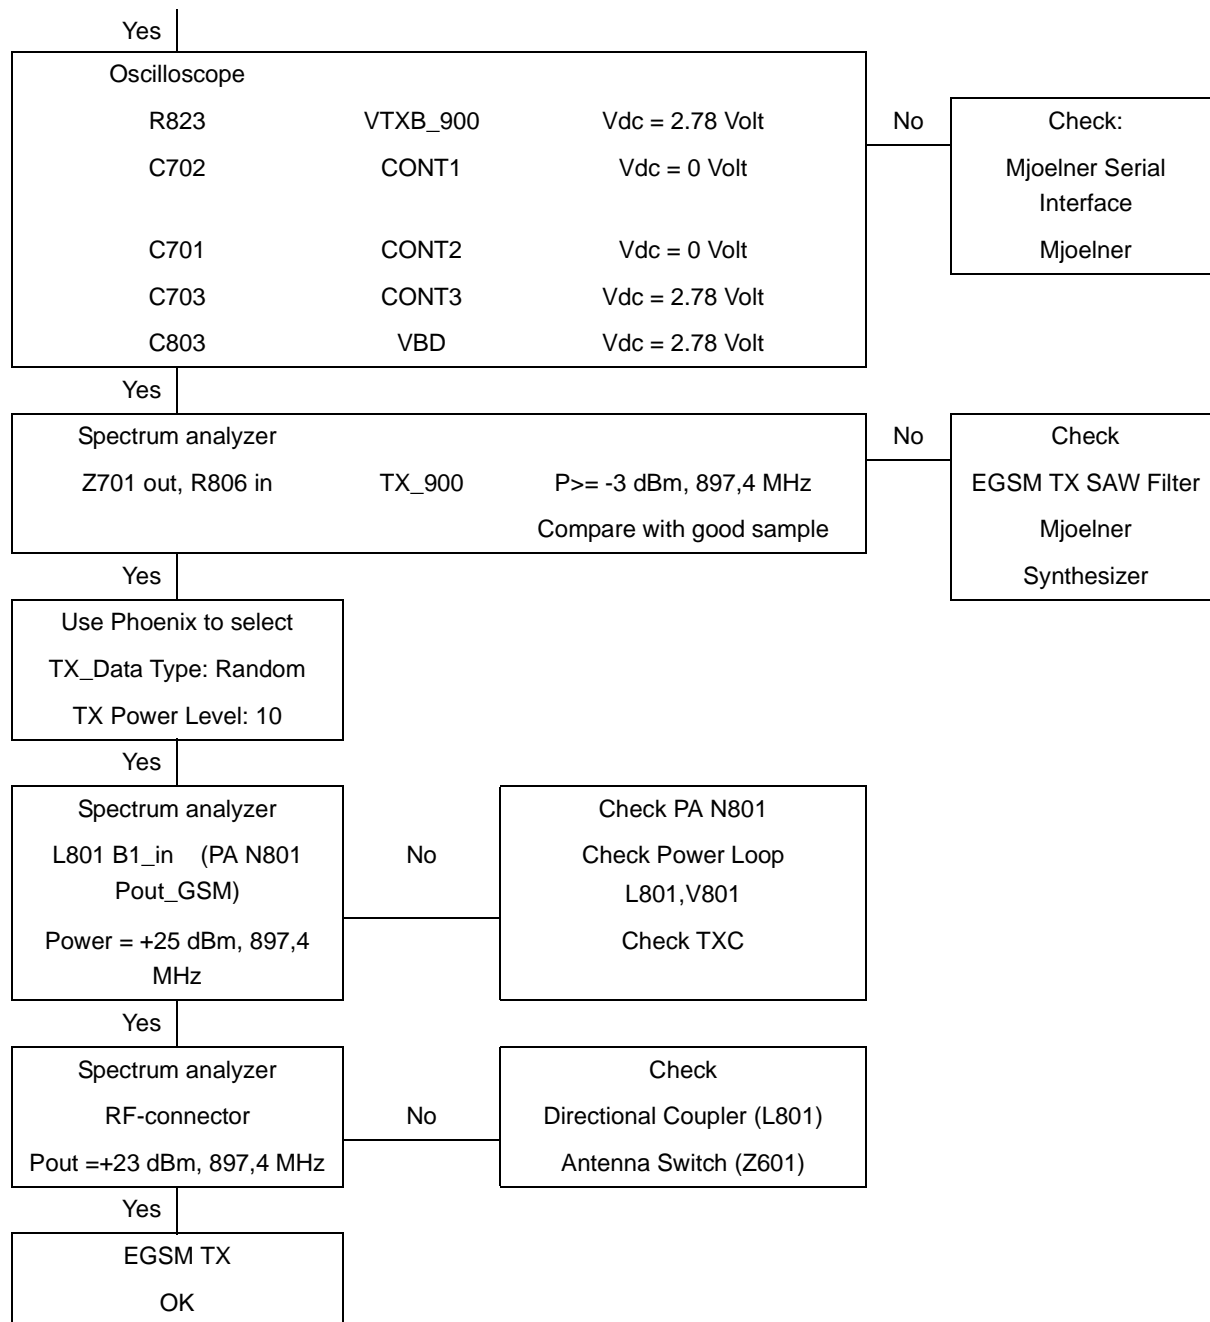 Yes
Oscilloscope
R823 VTXB_900 Vdc = 2.78 Volt
C702 CONT1 Vdc = 0 Volt
C701 CONT2 Vdc = 0 Volt
C703 CONT3 Vdc = 2.78 Volt
C803 VBD Vdc = 2.78 Volt
No
Check:
Mjoelner Serial
Interface
Mjoelner
Yes
Spectrum analyzer
Z701 out, R806 in TX_900 P>= -3 dBm, 897,4 MHz
Compare with good sample
No
Check
EGSM TX SAW Filter
Mjoelner
Synthesizer
Yes
Use Phoenix to select
TX_Data Type: Random
TX Power Level: 10
Yes
Spectrum analyzer
L801 B1_in (PA N801
Pout_GSM)
Power = +25 dBm, 897,4
MHz
No
Check PA N801
Check Power Loop
L801,V801
Check TXC
Yes
Spectrum analyzer
RF-connector
Pout =+23 dBm, 897,4 MHz
No
Check
Directional Coupler (L801)
Antenna Switch (Z601)
Yes
EGSM TX
OK